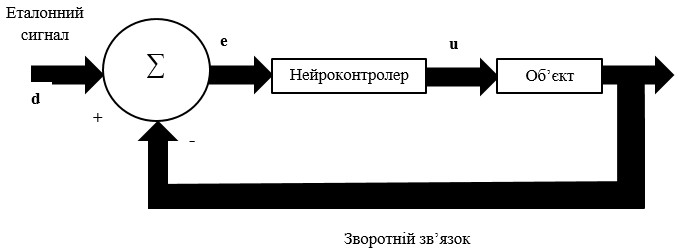 Еталонний
сигнал
d
+
∑
-
e
Нейроконтролер
u
Об’єкт
Зворотній зв’язок